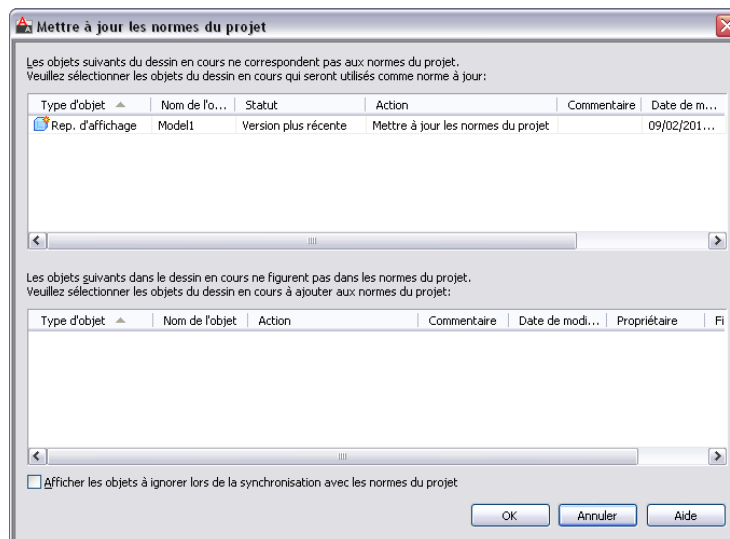 Mettre à jour les normes du projet
Les objets suivants du dessin en cours ne correspondent pas aux normes du projet.
Veuillez sélectionner les objets du dessin en cours qui seront utilisés comme norme à jour:
Type d'objet Nom de l'o... Statut Action Commentaire Date de m...
Rep. d'affichage Model1 Version plus récente Mettre à jour les normes du projet 09/02/201...
Les objets suivants dans le dessin en cours ne figurent pas dans les normes du projet.
Veuillez sélectionner les objets du dessin en cours à ajouter aux normes du projet:
Type d'objet Nom de l'objet Action Commentaire Date de modi... Propriétaire Fi
Afficher les objets à ignorer lors de la synchronisation avec les normes du projet
OK Annuler Aide